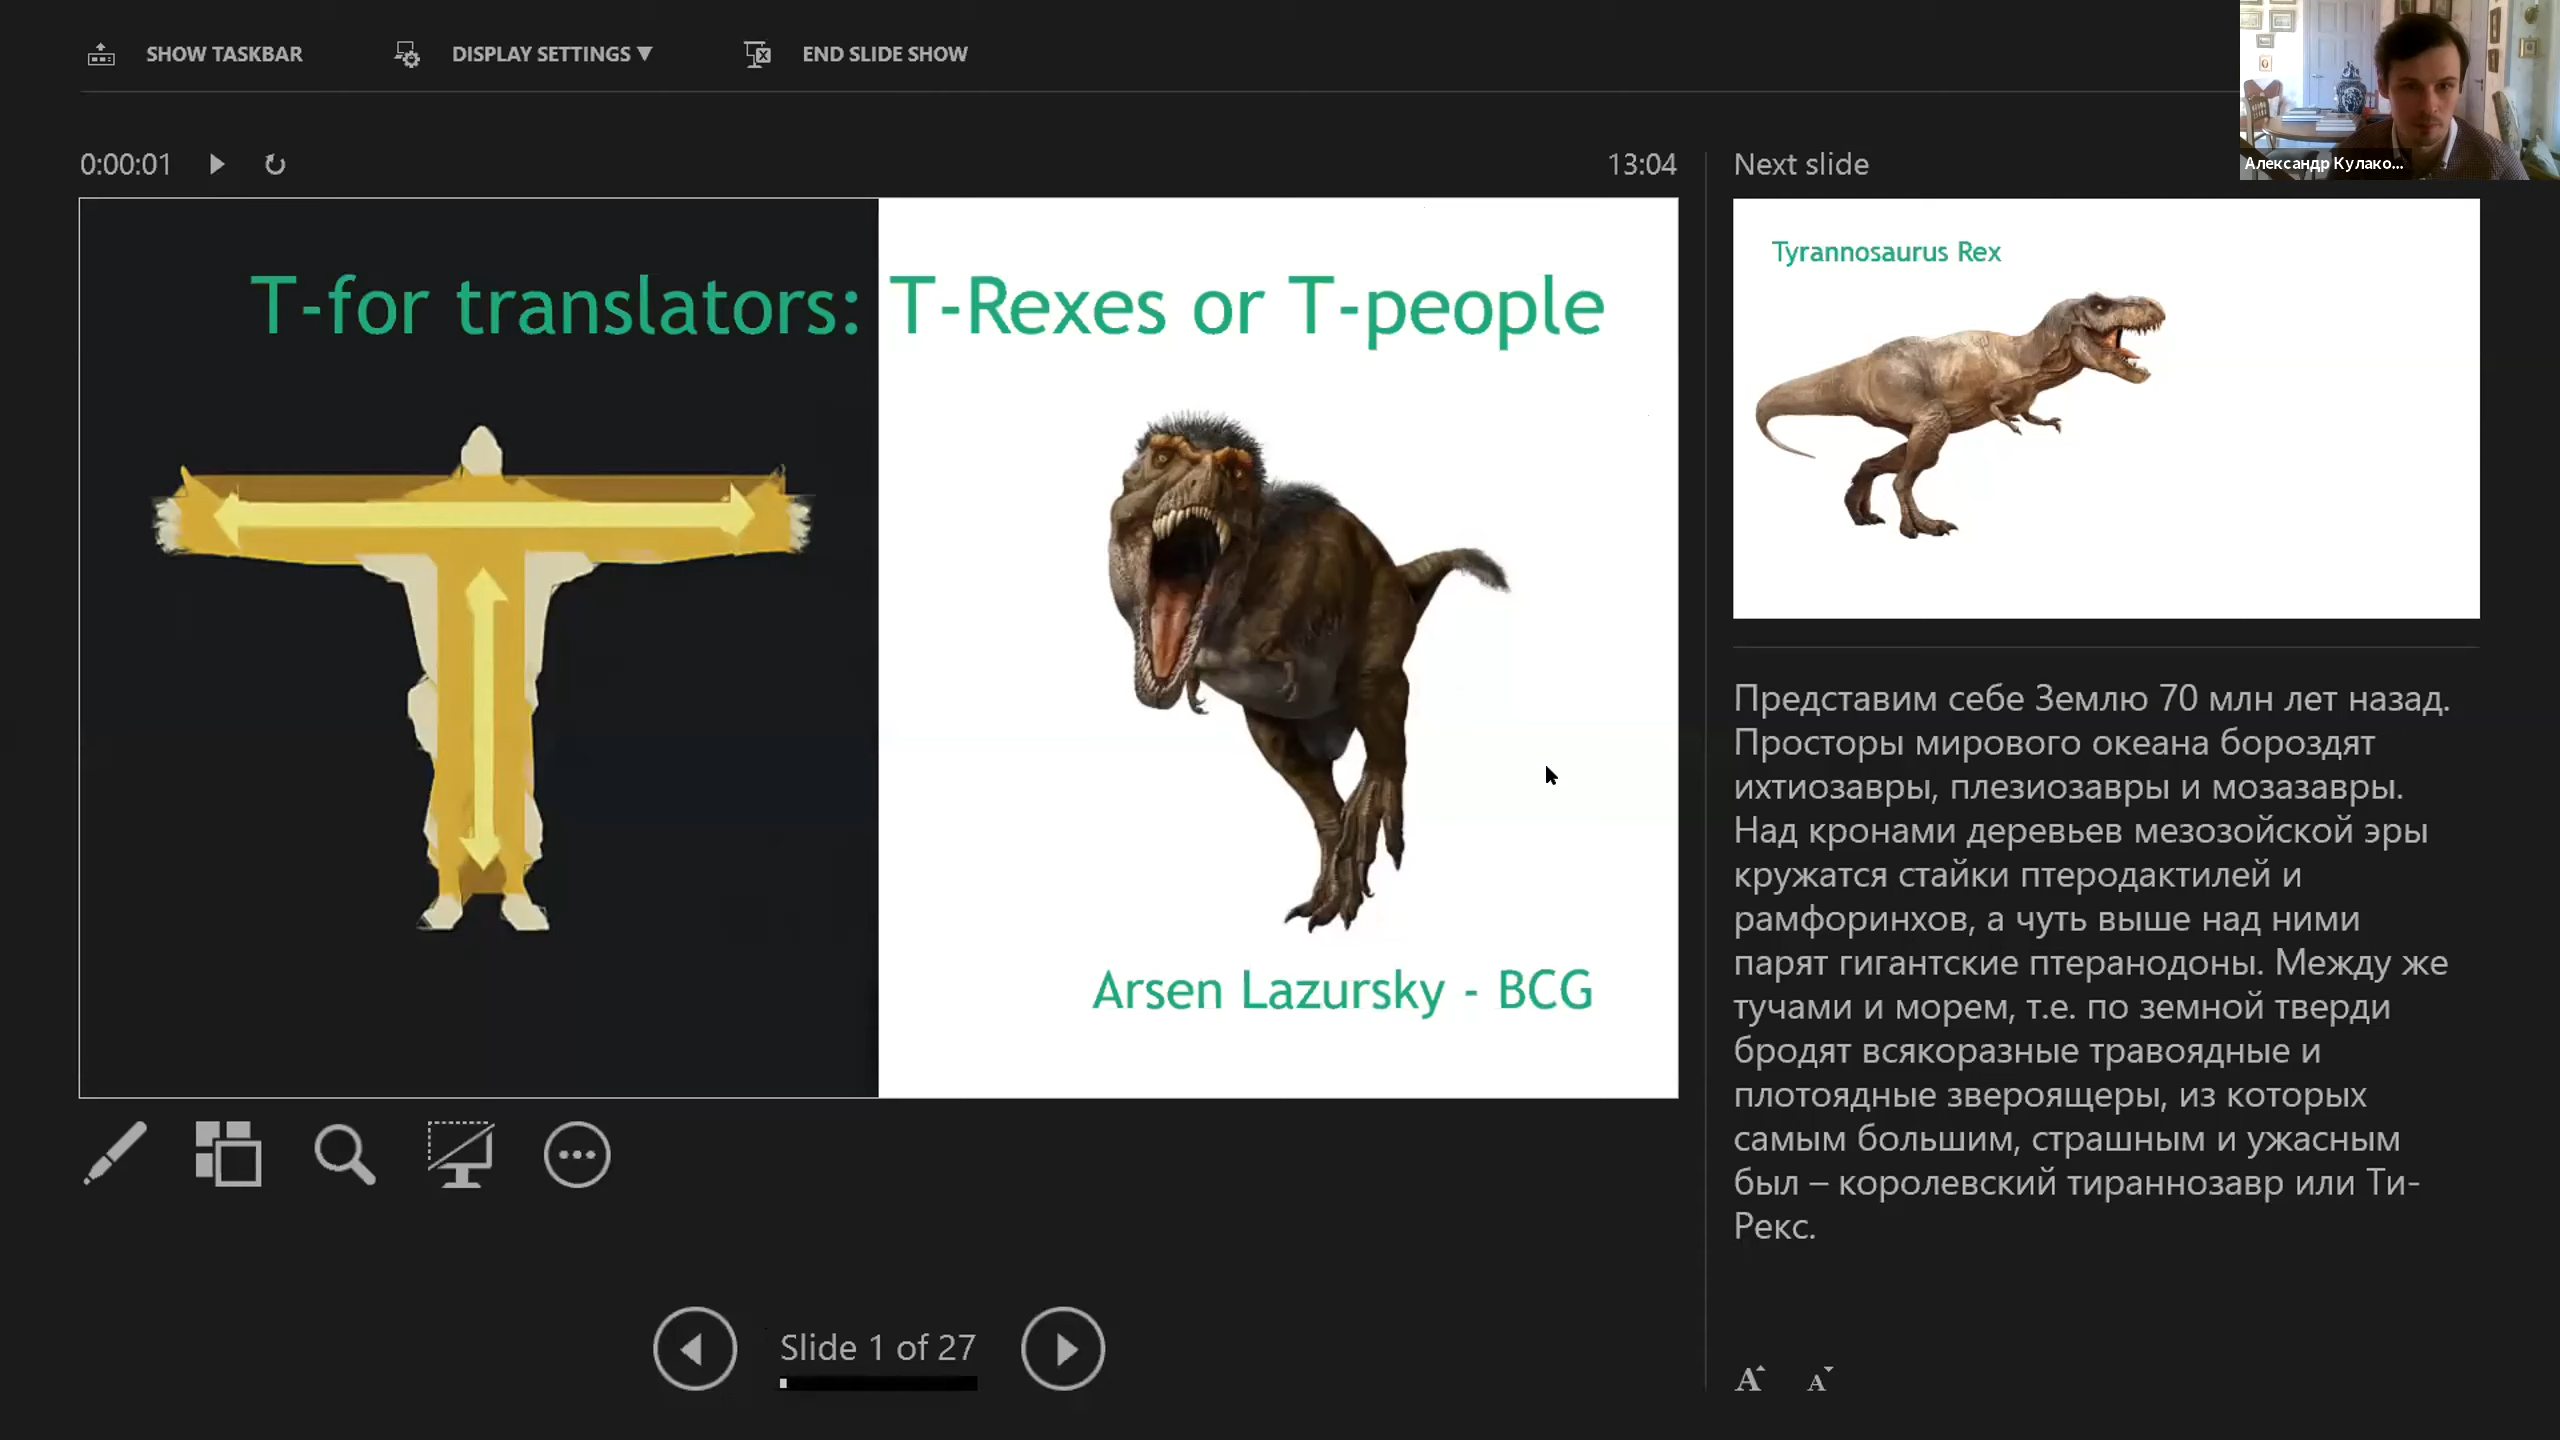 SHOW TASKBAR
DISPLAY SETTINGS ▼
END SLIDE SHOW
Александр Кулако...
0:00:01
13:04
Next slide
T-for translators: T-Rexes or T-people
Arsen Lazursky - BCG
Tyrannosaurus Rex
Представим себе Землю 70 млн лет назад.
Просторы мирового океана бороздят
ихтиозавры, плезиозавры и мозазавры.
Над кронами деревьев мезозойской эры
кружатся стайки птеродактилей и
рамфоринхов, а чуть выше над ними
парят гигантские птеранодоны. Между же
тучами и морем, т.е. по земной тверди
бродят всякоразные травоядные и
плотоядные звероящеры, из которых
самым большим, страшным и ужасным
был – королевский тираннозавр или Ти-
Рекс.
Slide 1 of 27
A A